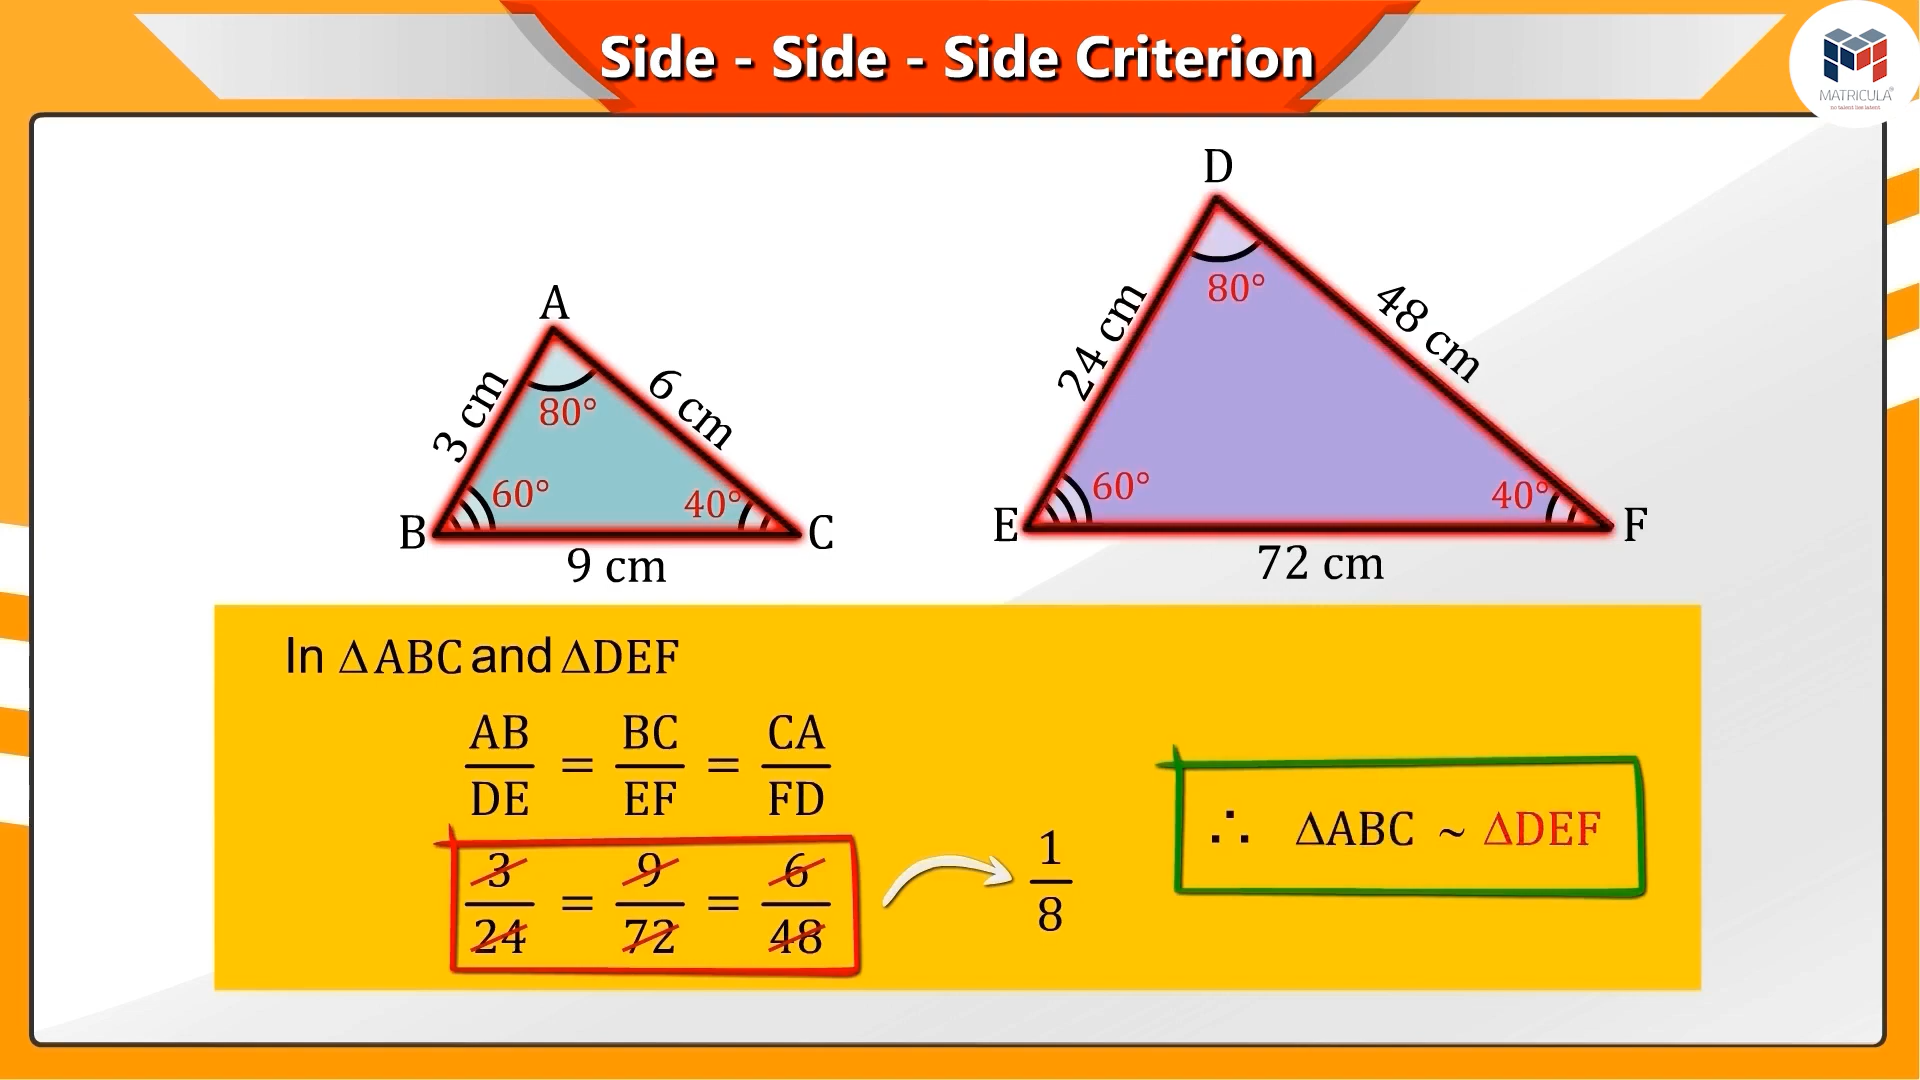 Side - Side - Side Criterion
MATRICULA®
D
A
80°
24 cm
48 cm
3 cm
6 cm
80°
60°
40°
60°
40°
B
C
E
F
9 cm
72 cm
In ΔABC and ΔDEF
AB/DE = BC/EF = CA/FD
3/24 = 9/72 = 6/48
1/8
∴ ΔABC ~ ΔDEF